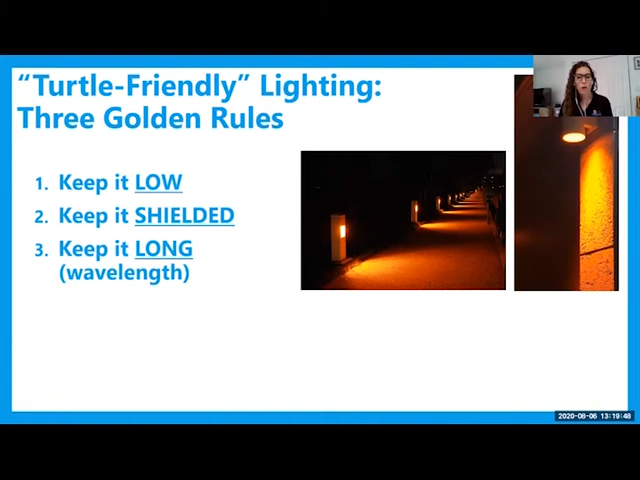 “Turtle-Friendly” Lighting:
Three Golden Rules
1. Keep it LOW
2. Keep it SHIELDED
3. Keep it LONG
(wavelength)
2020-08-06 13:19:48